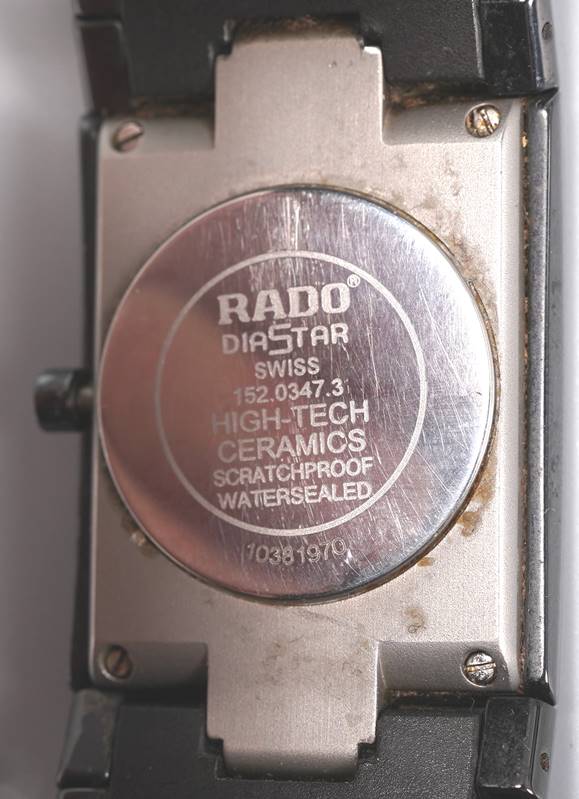 RADO®
DIASTAR
SWISS
152.0347.3
HIGH-TECH
CERAMICS
SCRATCHPROOF
WATERSEALED
10381970